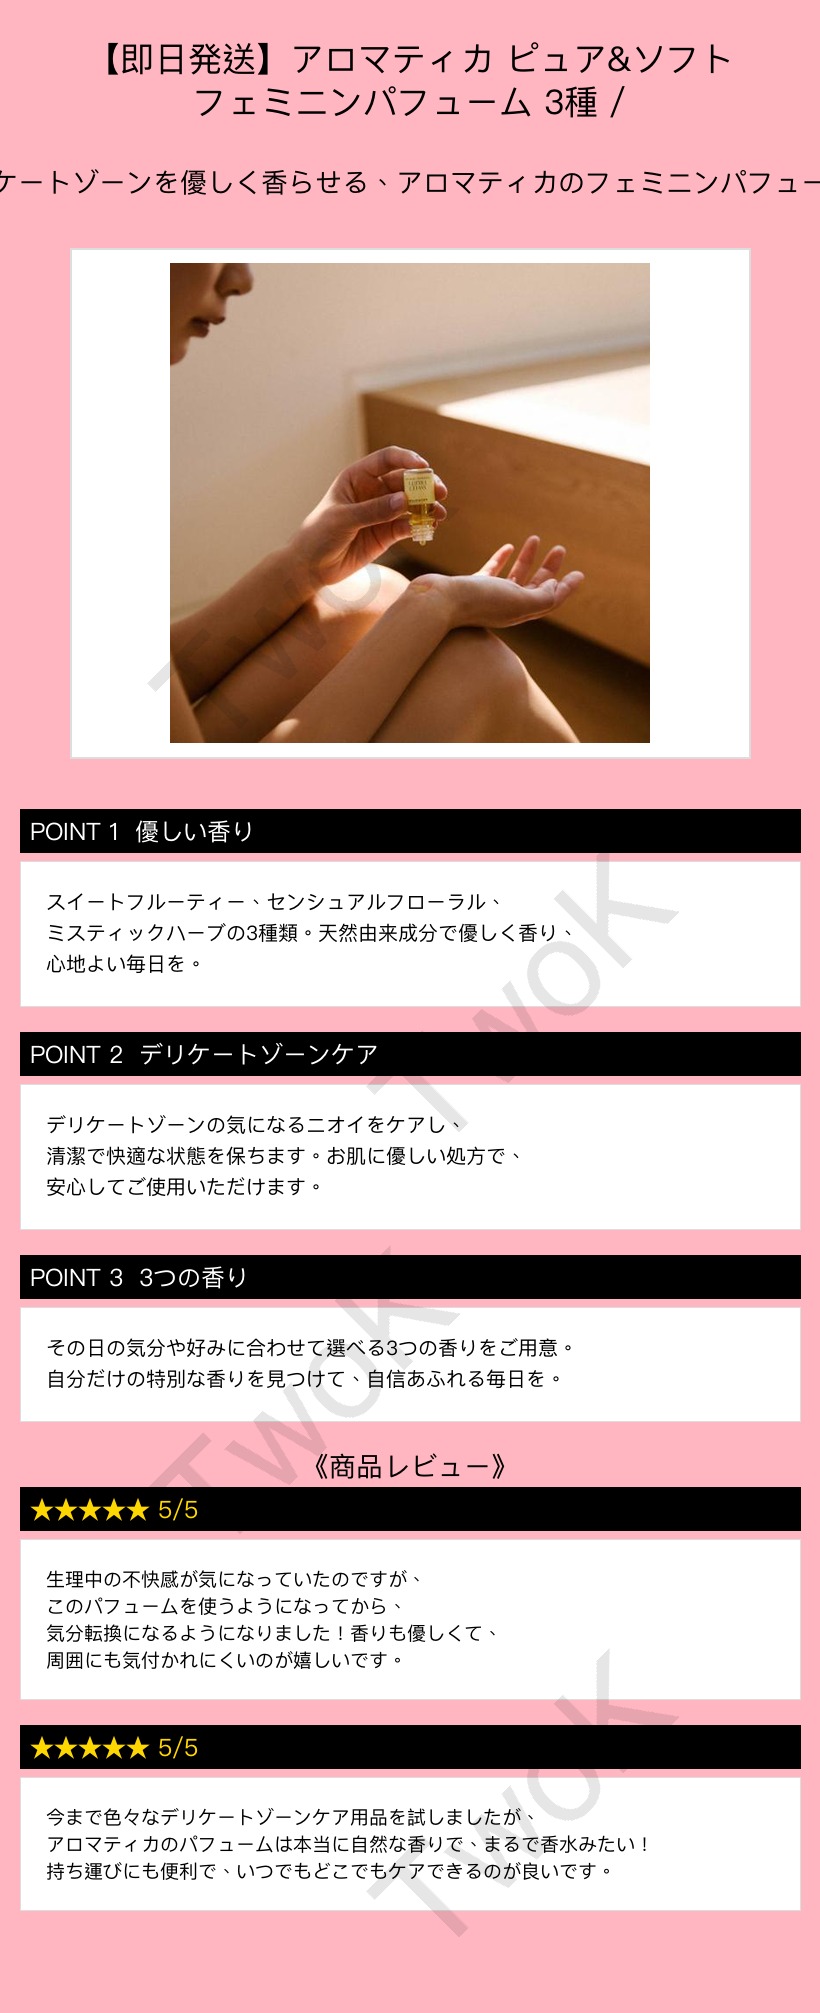 【即日発送】アロマティカ ピュア&ソフト
フェミニンパフューム 3種 /
ケートゾーンを優しく香らせる、アロマティカのフェミニンパフュー
POINT 1 優しい香り
スイートフルーティー、センシュアルフローラル、
ミスティックハーブの3種類。天然由来成分で優しく香り、
心地よい毎日を。
POINT 2 デリケートゾーンケア
デリケートゾーンの気になるニオイをケアし、
清潔で快適な状態を保ちます。お肌に優しい処方で、
安心してご使用いただけます。
POINT 3 3つの香り
その日の気分や好みに合わせて選べる3つの香りをご用意。
自分だけの特別な香りを見つけて、自信あふれる毎日を。
《商品レビュー》
★★★★★ 5/5
生理中の不快感が気になっていたのですが、
このパフュームを使うようになってから、
気分転換になるようになりました！香りも優しくて、
周囲にも気付かれにくいのが嬉しいです。
★★★★★ 5/5
今まで色々なデリケートゾーンケア用品を試しましたが、
アロマティカのパフュームは本当に自然な香りで、まるで香水みたい！
持ち運びにも便利で、いつでもどこでもケアできるのが良いです。
TwoK
TwoK
TwoK
TwoK